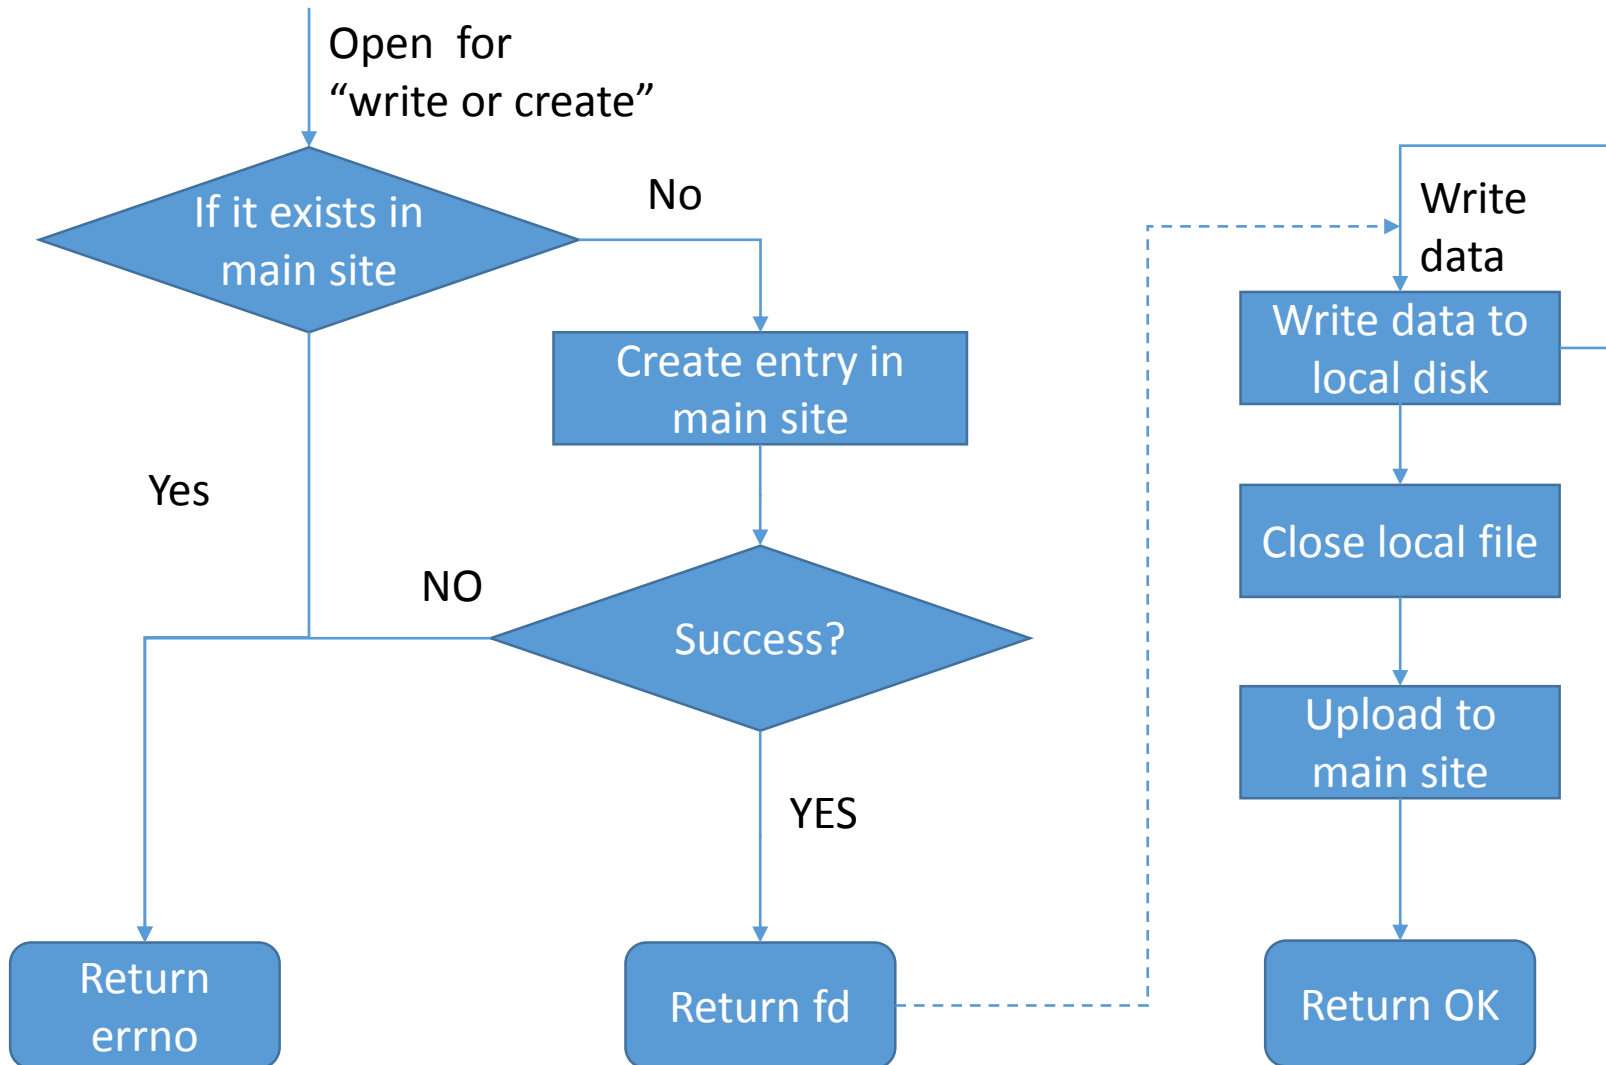 Open  for
“write or create”
If it exists in
main site
No
Create entry in
main site
Yes
NO
Success?
YES
Return
errno
Return fd
Write
data
Write data to
local disk
Close local file
Upload to
main site
Return OK